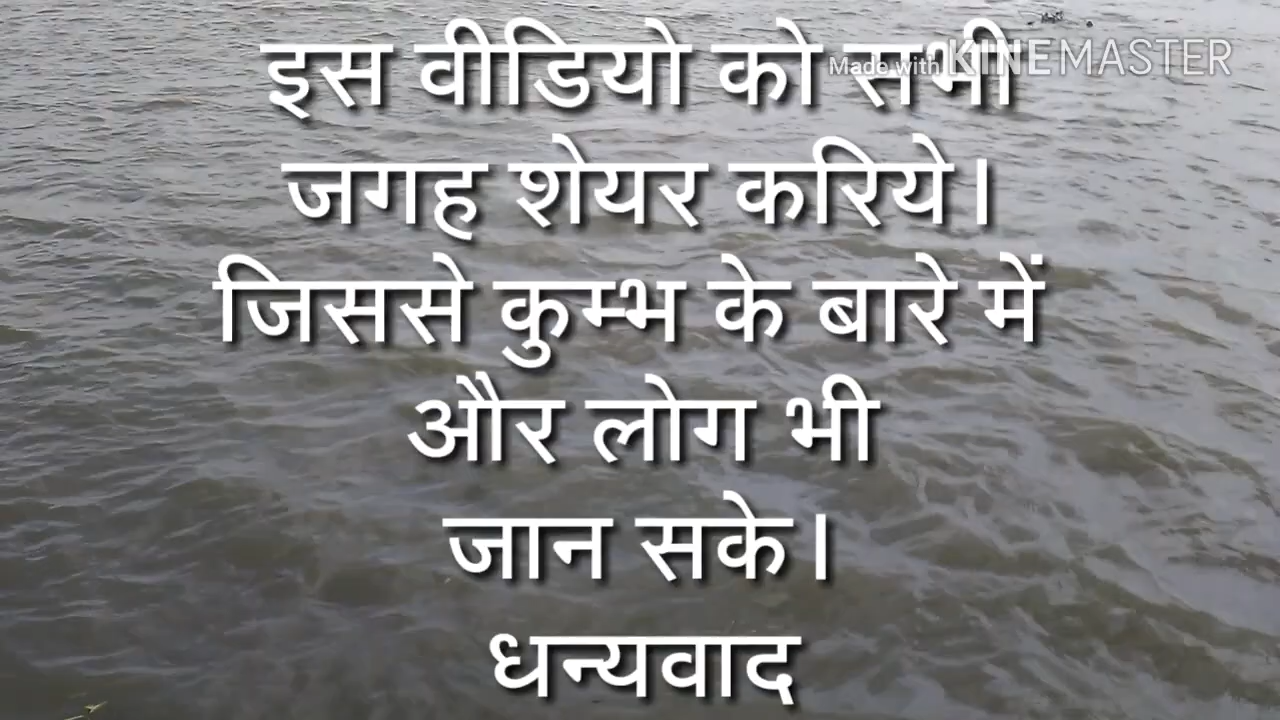 इस वीडियो को सभी
Made with KINEMASTER
जगह शेयर करिये।
जिससे कुम्भ के बारे में
और लोग भी
जान सके।
धन्यवाद